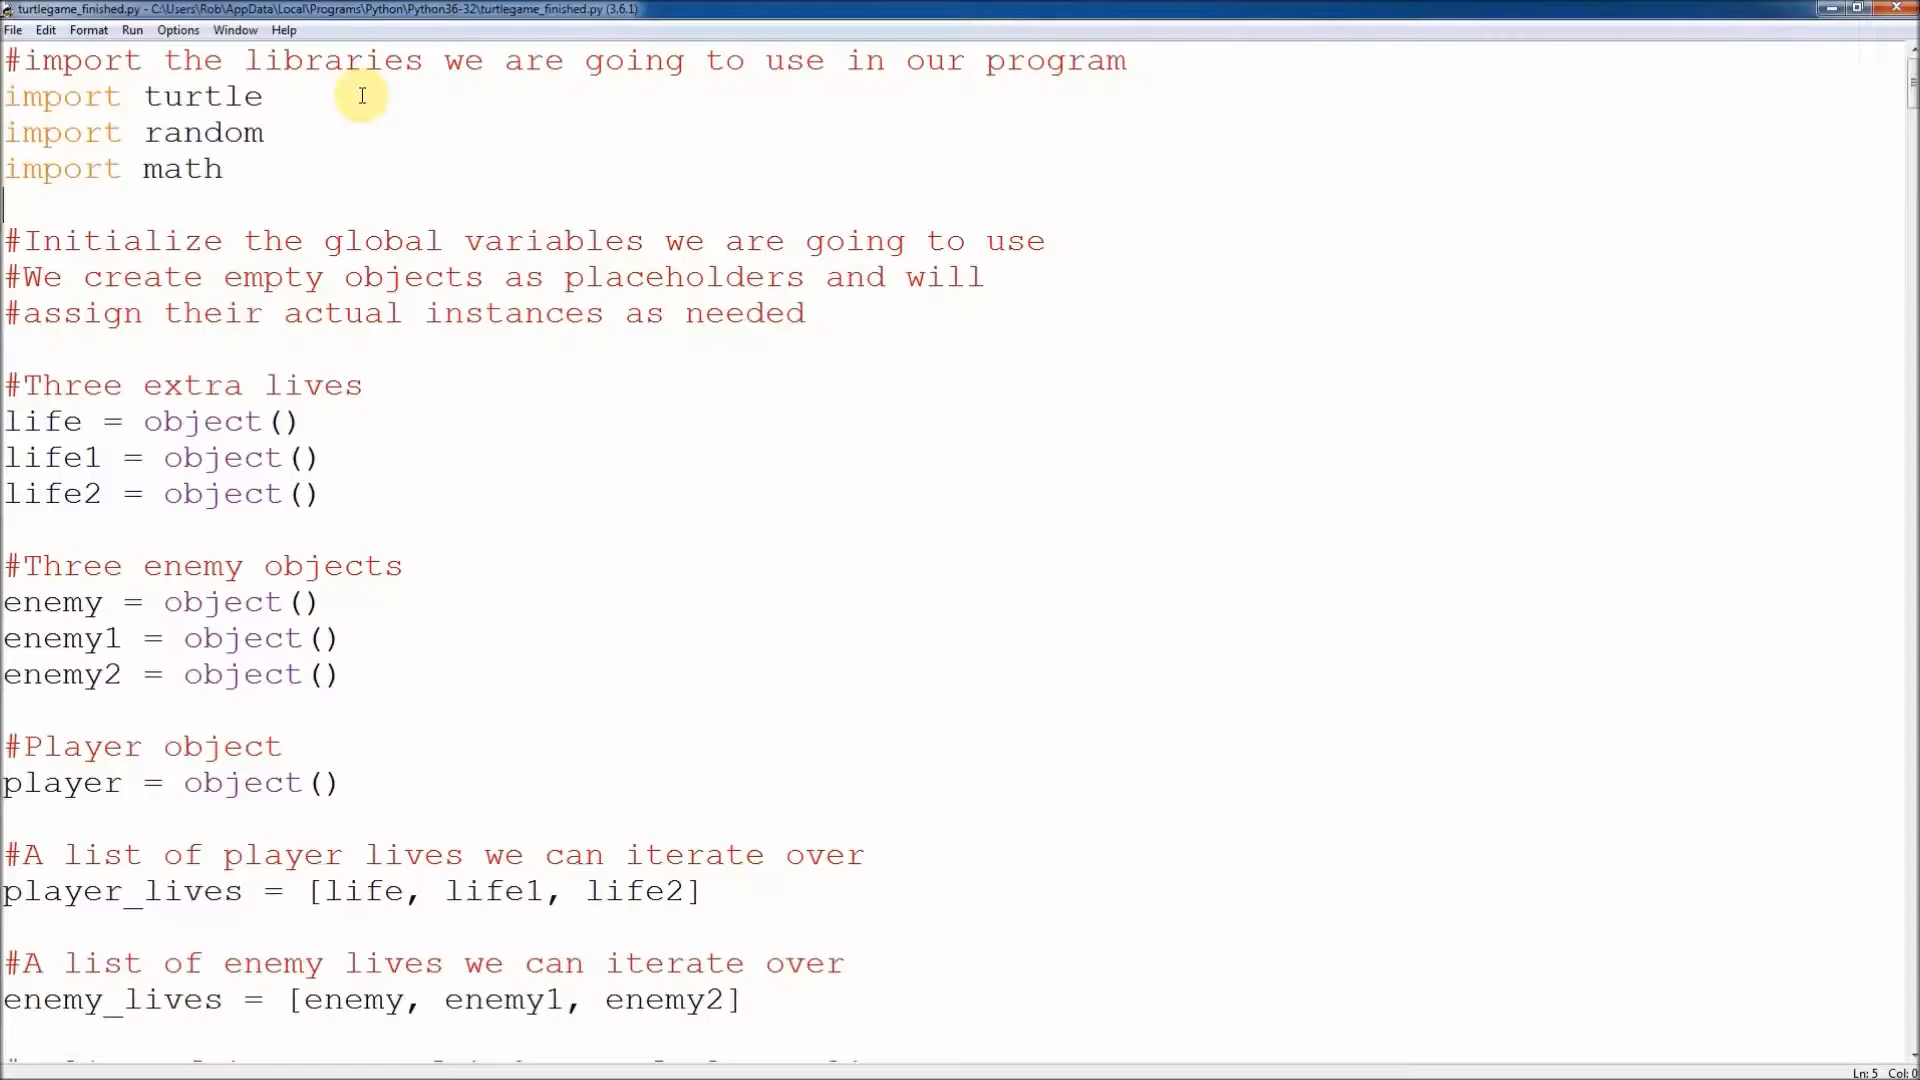 turtlegame_finished.py - C:\Users\Rob\AppData\Local\Programs\Python\Python36-32\turtlegame_finished.py (3.6.1)
File Edit Format Run Options Window Help
#import the libraries we are going to use in our program
import turtle
import random
import math
#Initialize the global variables we are going to use
#We create empty objects as placeholders and will
#assign their actual instances as needed
#Three extra lives
life = object()
life1 = object()
life2 = object()
#Three enemy objects
enemy = object()
enemy1 = object()
enemy2 = object()
#Player object
player = object()
#A list of player lives we can iterate over
player_lives = [life, life1, life2]
#A list of enemy lives we can iterate over
enemy_lives = [enemy, enemy1, enemy2]
Ln: 5 Col: 0